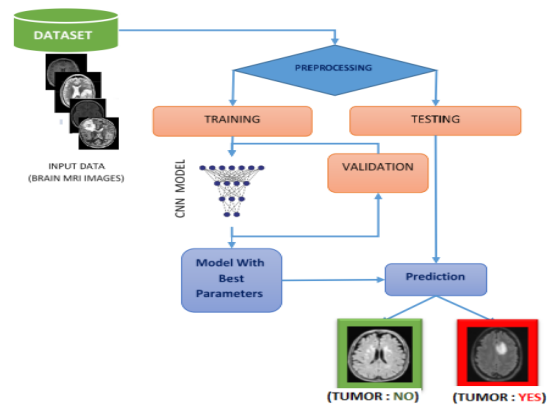 DATASET
PREPROCESSING
TRAINING
TESTING
INPUT DATA
(BRAIN MRI IMAGES)
CNN MODEL
VALIDATION
Model With
Best
Parameters
Prediction
(TUMOR : NO)
(TUMOR : YES)